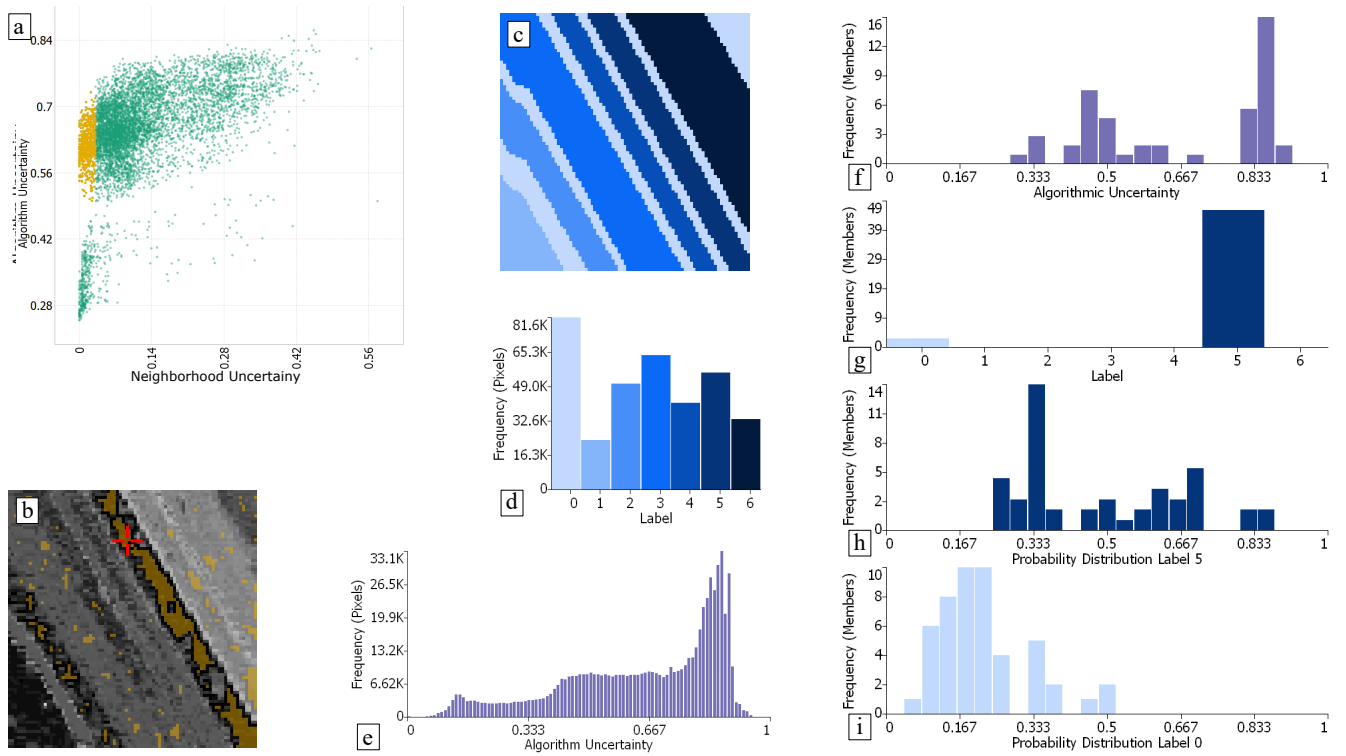 a
0.84
0.7
0.56
0.42
0.28
Algorithm Uncertainty
0
0.14
0.28
0.42
0.56
Neighborhood Uncertainy
b
c
81.6K
65.3K
49.0K
32.6K
16.3K
0
Frequency (Pixels)
0 1 2 3 4 5 6
Label
d
33.1K
26.5K
19.9K
13.2K
6.62K
0
Frequency (Pixels)
0 0.333 0.667 1
Algorithm Uncertainty
e
16
12
9
6
3
0
Frequency (Members)
0 0.167 0.333 0.5 0.667 0.833 1
Algorithmic Uncertainty
f
49
39
29
19
9
0
Frequency (Members)
0 1 2 3 4 5 6
Label
g
14
11
8
5
2
0
Frequency (Members)
0 0.167 0.333 0.5 0.667 0.833 1
Probability Distribution Label 5
h
10
8
6
4
2
0
Frequency (Members)
0 0.167 0.333 0.5 0.667 0.833 1
Probability Distribution Label 0
i